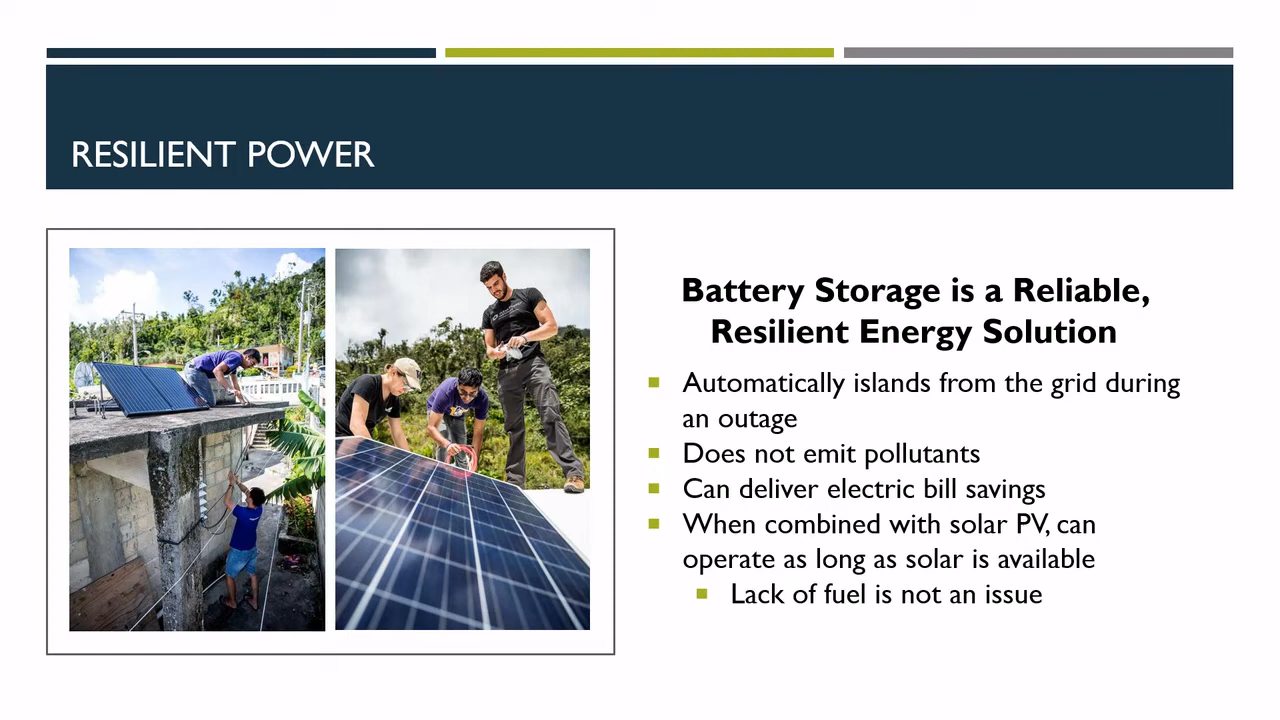 RESILIENT POWER
Battery Storage is a Reliable,
Resilient Energy Solution
Automatically islands from the grid during
an outage
Does not emit pollutants
Can deliver electric bill savings
When combined with solar PV, can
operate as long as solar is available
Lack of fuel is not an issue